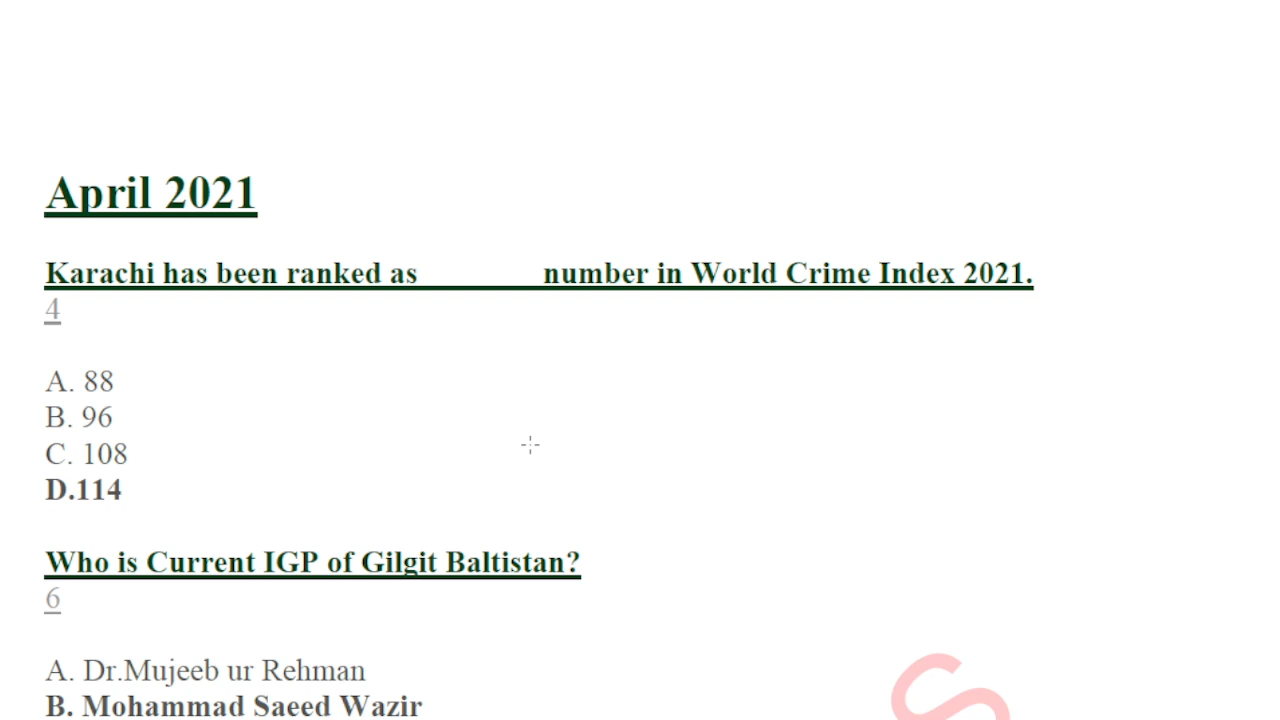 April 2021
Karachi has been ranked as ________ number in World Crime Index 2021.
4
A. 88
B. 96
C. 108
D.114
Who is Current IGP of Gilgit Baltistan?
6
A. Dr.Mujeeb ur Rehman
B. Mohammad Saeed Wazir